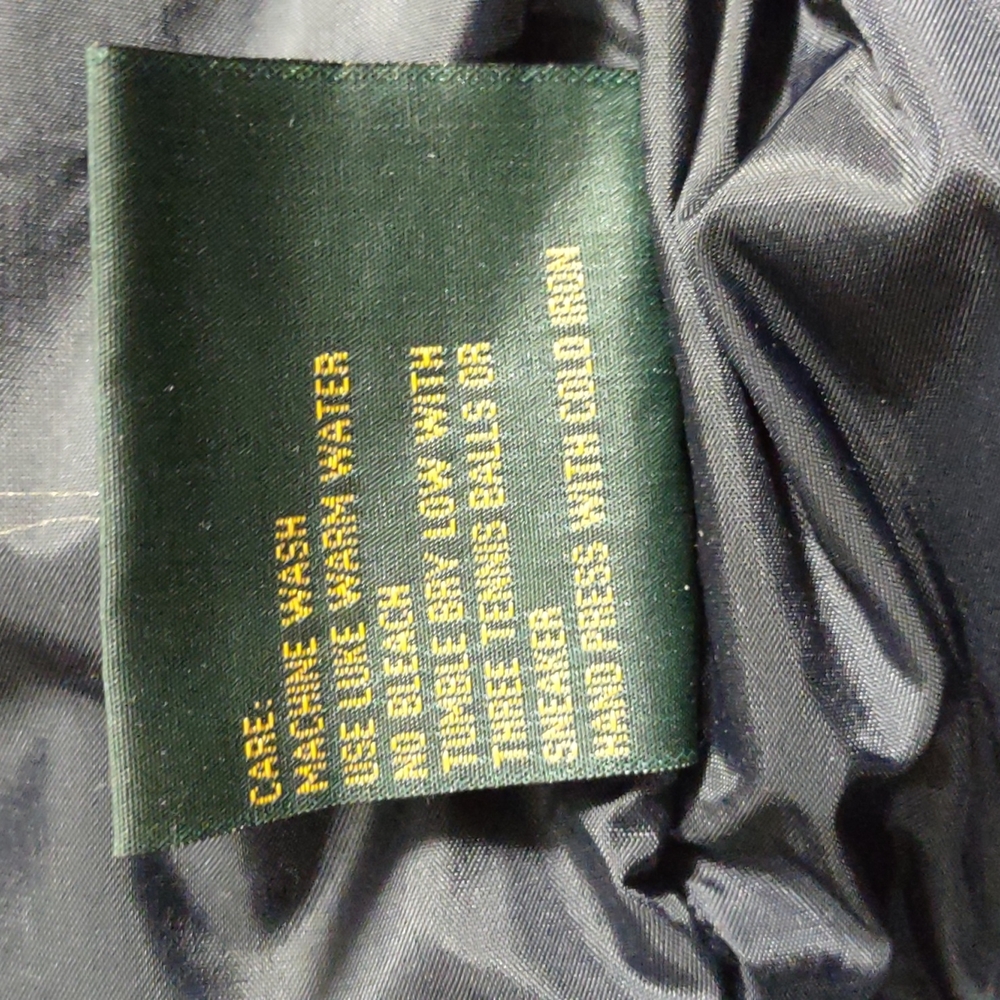 CARE:
MACHINE WASH
USE LUKE WARM WATER
NO BLEACH
TUMBLE DRY LOW WITH
THREE TENNIS BALLS OR
SNEAKER
HAND PRESS WITH COLD IRON